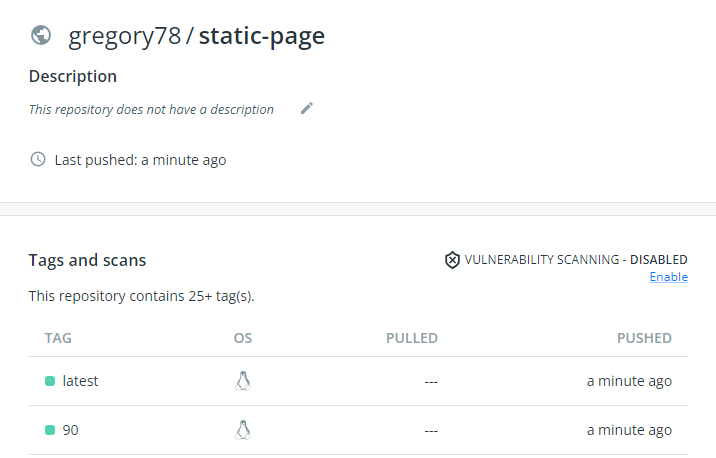 gregory78 / static-page
Description
This repository does not have a description
Last pushed: a minute ago
Tags and scans
VULNERABILITY SCANNING - DISABLED
Enable
This repository contains 25+ tag(s).
TAG OS PULLED PUSHED
latest --- a minute ago
90 --- a minute ago